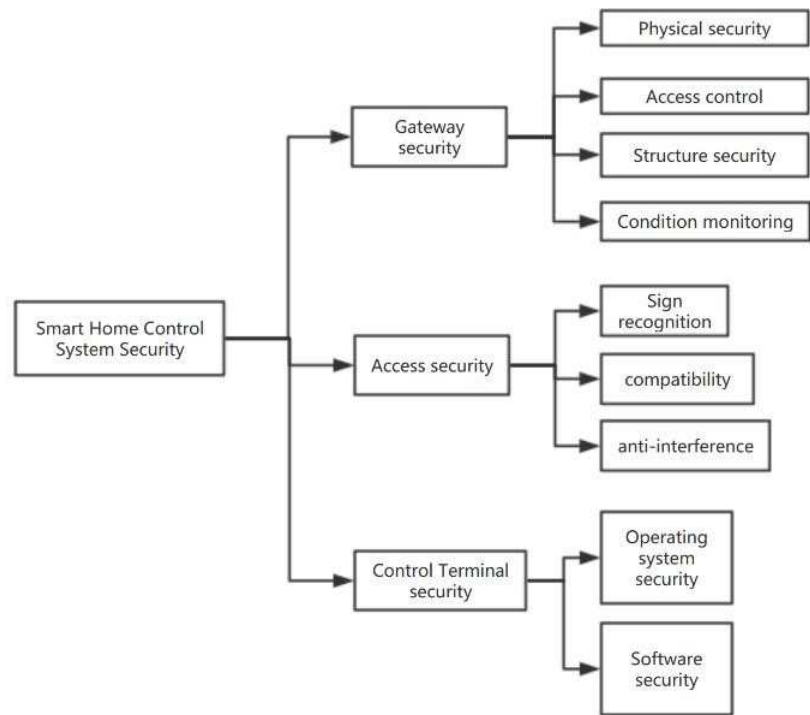 Physical security
Access control
Gateway
security
Structure security
Condition monitoring
Smart Home Control
System Security
Sign
recognition
Access security
compatibility
anti-interference
Operating
system
security
Control Terminal
security
Software
security